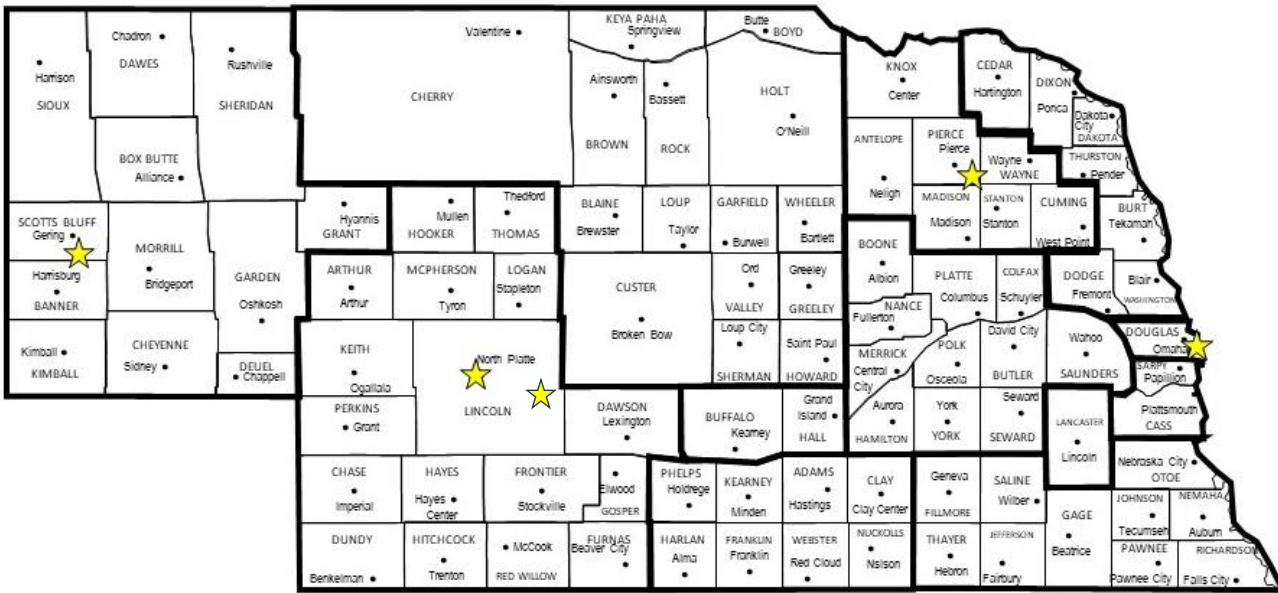 Chadron
DAWES
Harrison
SIOUX
Rushville
SHERIDAN
BOX BUTTE
Alliance
SCOTTS BLUFF
Gering
Harrisburg
BANNER
MORRILL
Bridgeport
GARDEN
Oshkosh
Kimball
KIMBALL
CHEYENNE
Sidney
DEUEL
Chappell
Valentine
CHERRY
KEYA PAHA
Springview
Butte
BOYD
Ainsworth
BROWN
Bassett
ROCK
HOLT
O'Neill
Hyannis
GRANT
Mullen
HOOKER
Thedford
THOMAS
BLAINE
Brewster
LOUP
Taylor
GARFIELD
Burwell
WHEELER
Bartlett
ARTHUR
Arthur
MCPHERSON
Tyron
LOGAN
Stapleton
CUSTER
Broken Bow
Ord
VALLEY
Greeley
GREELEY
Loup City
SHERMAN
Saint Paul
HOWARD
KEITH
Ogallala
North Platte
LINCOLN
PERKINS
Grant
DAWSON
Lexington
BUFFALO
Kearney
Grand
Island
HALL
CHASE
Imperial
HAYES
Hayes
Center
FRONTIER
Stockville
Elwood
GOSPER
PHELPS
Holdrege
KEARNEY
Minden
ADAMS
Hastings
CLAY
Clay Center
DUNDY
Benkelman
HITCHCOCK
Trenton
McCook
RED WILLOW
FURNAS
Beaver City
HARLAN
Alma
FRANKLIN
Franklin
WEBSTER
Red Cloud
NUCKOLLS
Nslson
KNOX
Center
CEDAR
Hartington
DIXON
Ponca
Dakota
City
DAKOTA
ANTELOPE
Neligh
PIERCE
Pierce
Wayne
WAYNE
THURSTON
Pender
MADISON
Madison
STANTON
Stanton
CUMING
West Point
BURT
Tekamah
BOONE
Albion
PLATTE
Columbus
COLFAX
Schuyler
DODGE
Fremont
Blair
WASHINGTON
NANCE
Fullerton
MERRICK
Central
City
POLK
Osceola
David City
BUTLER
Wahoo
SAUNDERS
DOUGLAS
Omaha
SARPY
Papillion
Plattsmouth
CASS
Aurora
HAMILTON
York
YORK
Seward
SEWARD
LANCASTER
Lincoln
Nebraska City
OTOE
Geneva
FILLMORE
SALINE
Wilber
GAGE
Beatrice
JOHNSON
Tecumseh
NEMAHA
Auburn
THAYER
Hebron
JEFFERSON
Fairbury
PAWNEE
Pawnee City
RICHARDSON
Falls City